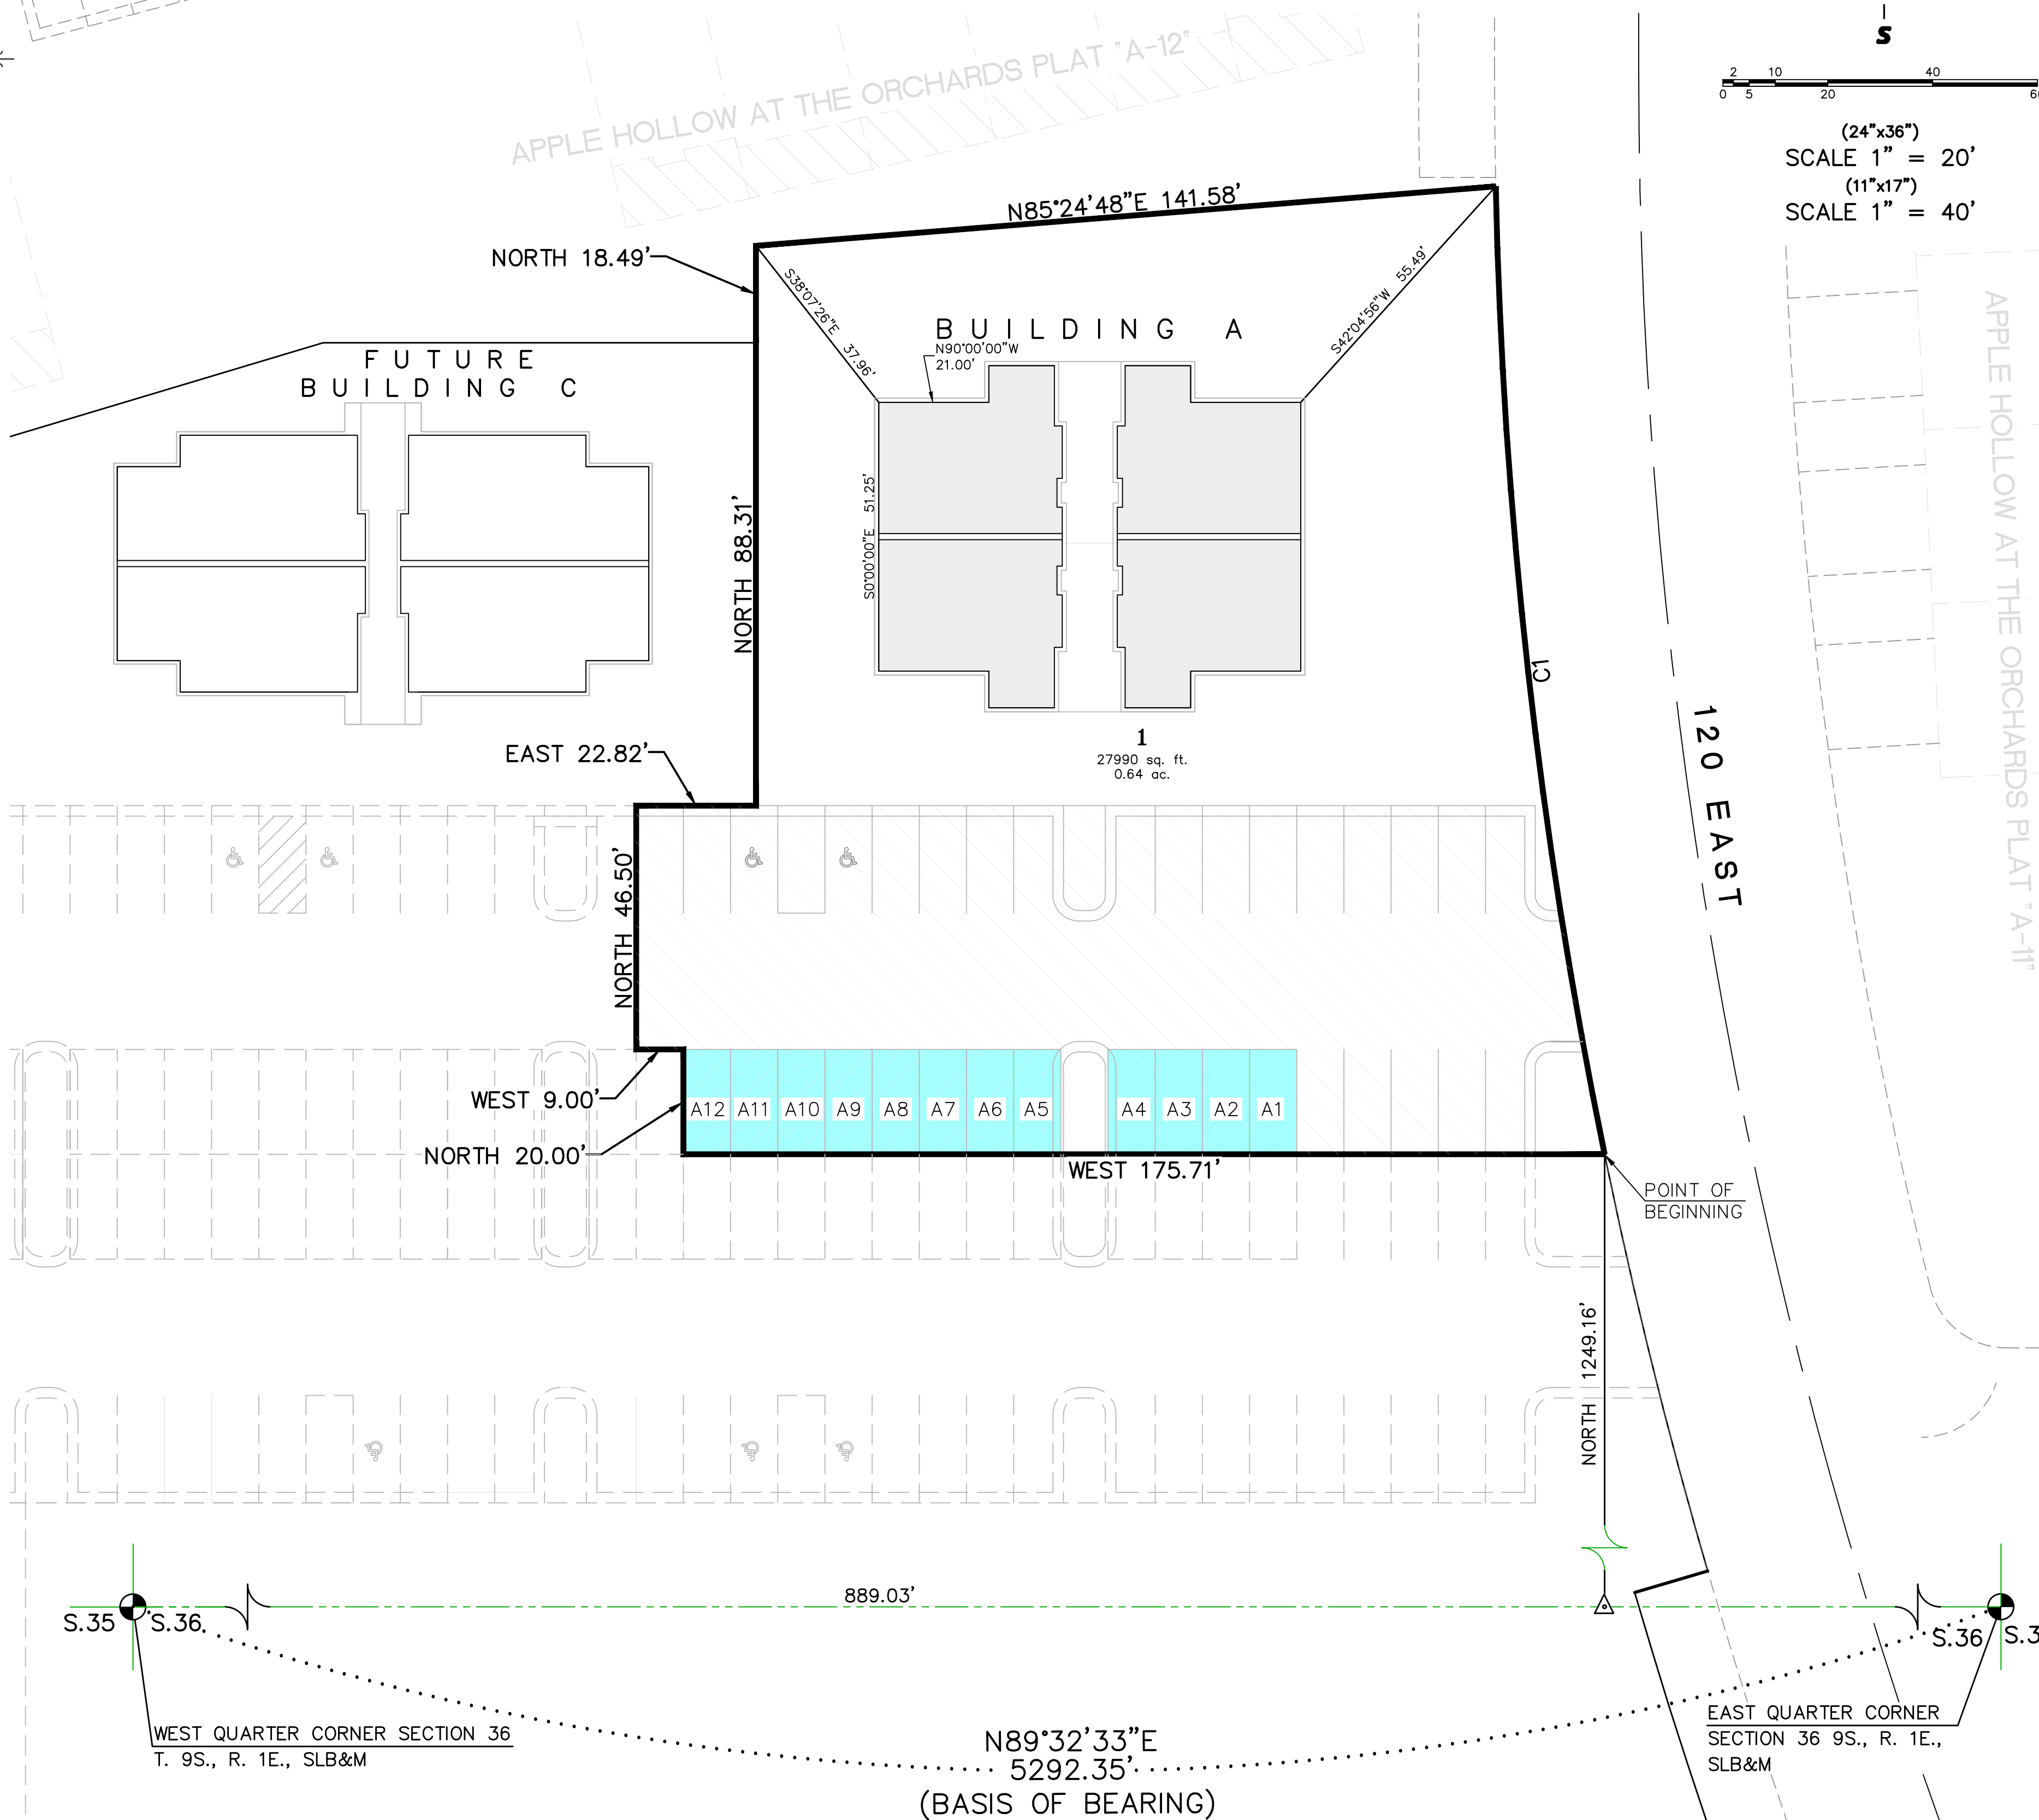 S
2 10 40
0 5 20
(24"x36")
SCALE 1" = 20'
(11"x17")
SCALE 1" = 40'
APPLE HOLLOW AT THE ORCHARDS PLAT "A-12"
N85°24'48"E 141.58'
NORTH 18.49'
S38°07'26"E 37.96'
S42°04'56"W 55.49'
BUILDING A
N90°00'00"W
21.00'
FUTURE
BUILDING C
NORTH 88.31'
S0°00'00"E 51.25'
C1
APPLE HOLLOW AT THE ORCHARDS PLAT "A-11"
120 EAST
1
27990 sq. ft.
0.64 ac.
EAST 22.82'
NORTH 46.50'
WEST 9.00'
A12 A11 A10 A9 A8 A7 A6 A5 A4 A3 A2 A1
NORTH 20.00'
WEST 175.71'
POINT OF
BEGINNING
NORTH 1249.16'
889.03'
S.35 S.36
S.36
WEST QUARTER CORNER SECTION 36
T. 9S., R. 1E., SLB&M
N89°32'33"E
5292.35'
(BASIS OF BEARING)
EAST QUARTER CORNER
SECTION 36 9S., R. 1E.,
SLB&M